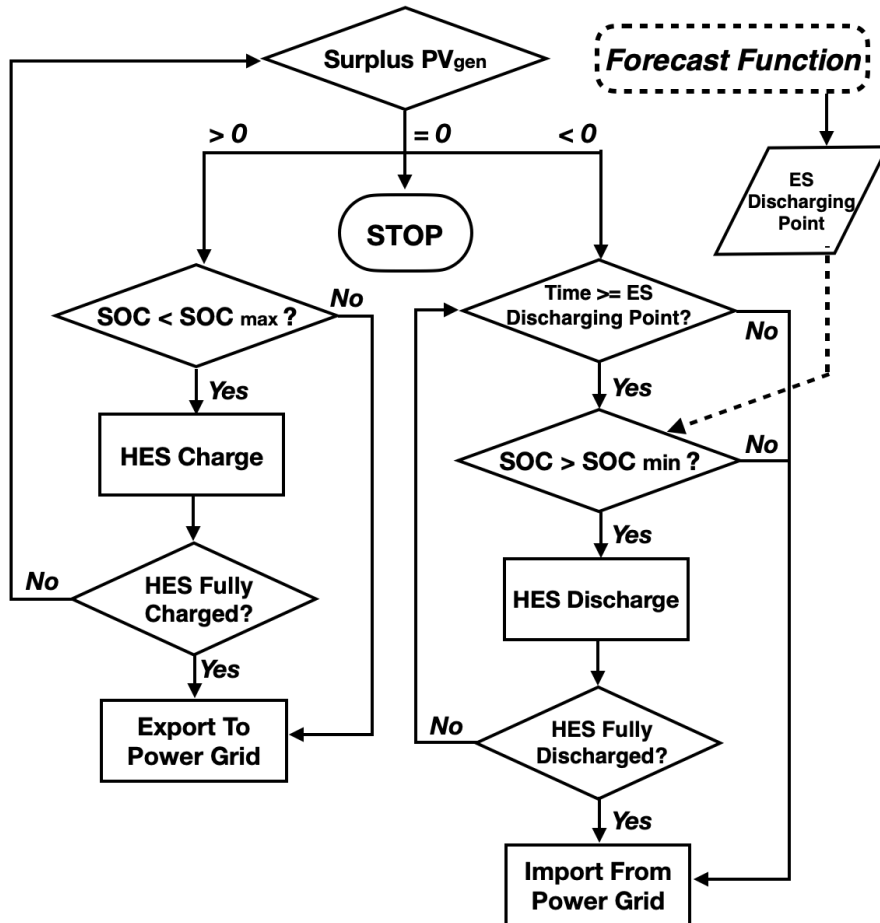 Surplus PVgen
Forecast Function
> 0
= 0
< 0
ES
Discharging
Point
STOP
SOC < SOC max ?
No
Time >= ES
Discharging Point?
No
Yes
Yes
HES Charge
SOC > SOC min ?
No
Yes
No
HES Fully
Charged?
HES Discharge
Yes
Export To
Power Grid
No
HES Fully
Discharged?
Yes
Import From
Power Grid